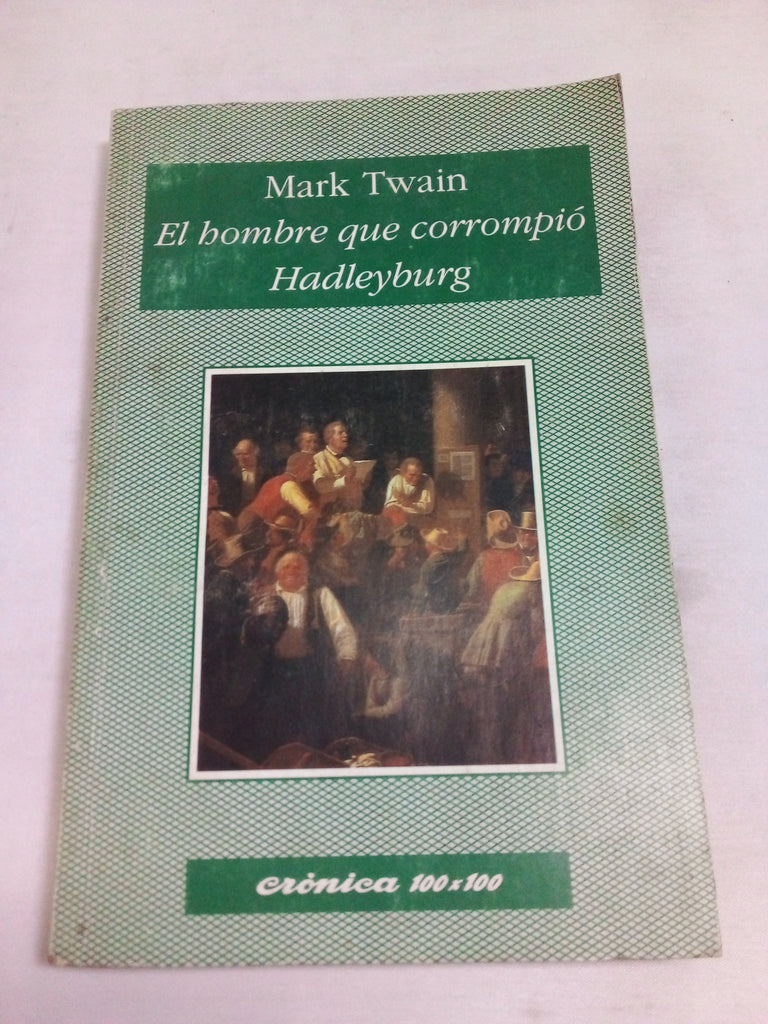 Mark Twain
El hombre que corrompió
Hadleyburg
crónica 100x100